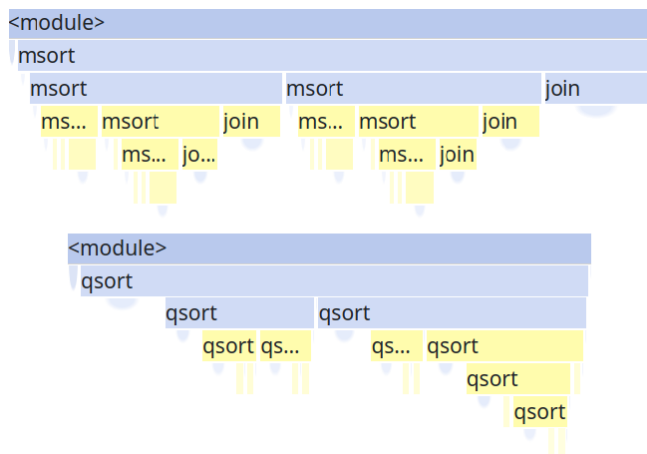 <module>
msort
msort msort join
ms... msort join ms... msort join
ms... jo... ms... join
<module>
qsort
qsort qsort
qsort qs... qs... qsort
qsort
qsort